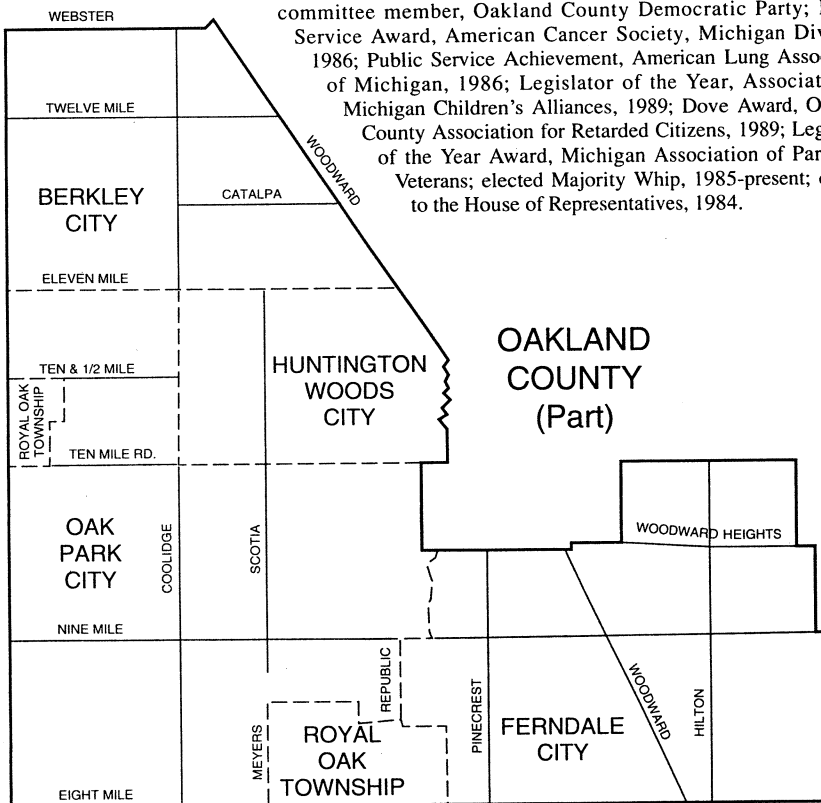 committee member, Oakland County Democratic Party;
Service Award, American Cancer Society, Michigan
1986; Public Service Achievement, American Lung
of Michigan, 1986; Legislator of the Year,
Michigan Children's Alliances, 1989; Dove Award,
County Association for Retarded Citizens, 1989;
of the Year Award, Michigan Association of
Veterans; elected Majority Whip, 1985-present;
to the House of Representatives, 1984.
WEBSTER
TWELVE MILE
WOODWARD
BERKLEY
CITY
CATALPA
ELEVEN MILE
OAKLAND
COUNTY
(Part)
TEN & 1/2 MILE
HUNTINGTON
WOODS
CITY
ROYAL OAK
TOWNSHIP
TEN MILE RD.
OAK
PARK
CITY
COOLIDGE
SCOTIA
WOODWARD HEIGHTS
NINE MILE
REPUBLIC
PINECREST
WOODWARD
HILTON
MEYERS
ROYAL
OAK
TOWNSHIP
FERNDALE
CITY
EIGHT MILE